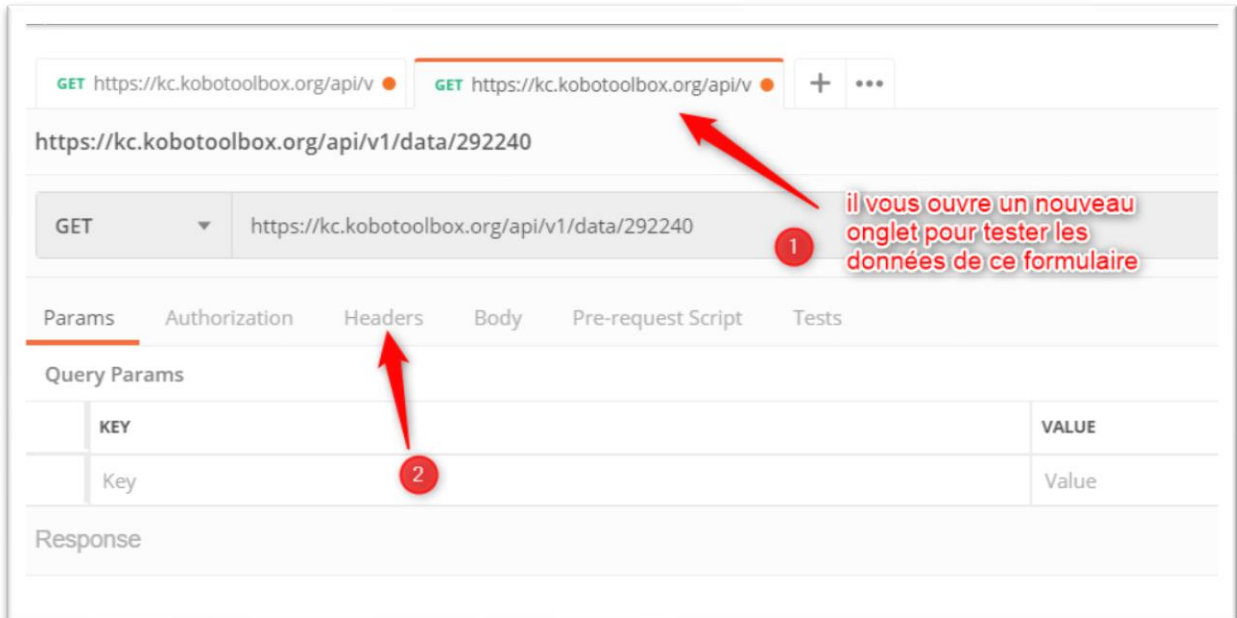 GET https://kc.kobotoolbox.org/api/v GET https://kc.kobotoolbox.org/api/v + •••
https://kc.kobotoolbox.org/api/v1/data/292240
GET https://kc.kobotoolbox.org/api/v1/data/292240
1
il vous ouvre un nouveau
onglet pour tester les
données de ce formulaire
Params Authorization Headers Body Pre-request Script Tests
Query Params
KEY VALUE
Key Value
2
Response